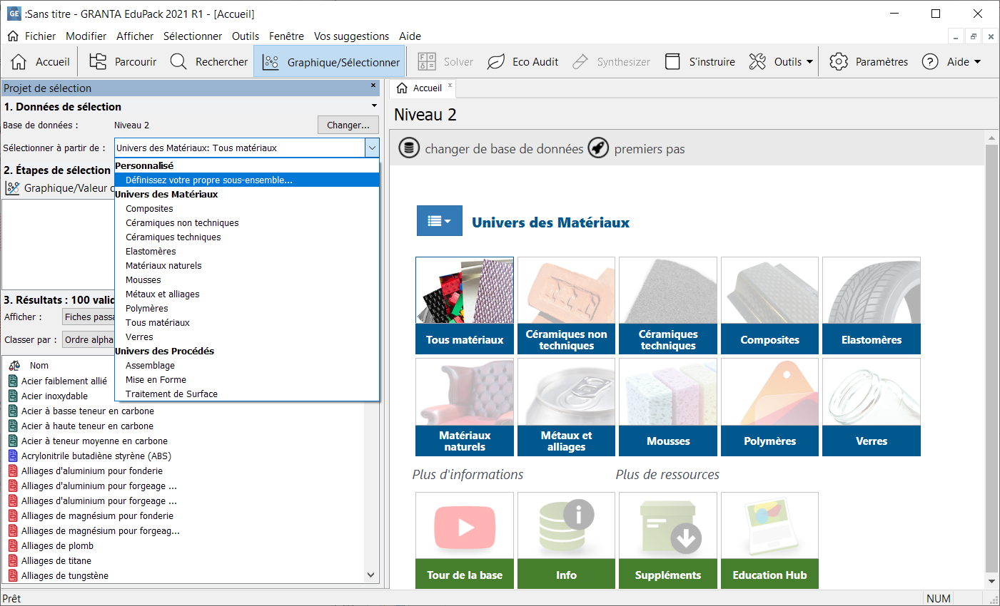 :Sans titre - GRANTA EduPack 2021 R1 - [Accueil]
Fichier Modifier Afficher Sélectionner Outils Fenêtre Vos suggestions Aide
Accueil Parcourir Rechercher Graphique/Sélectionner Solver Eco Audit Synthesizer S'instruire Outils Paramètres Aide
Projet de sélection
1. Données de sélection
Base de données : Niveau 2 Changer...
Sélectionner à partir de : Univers des Matériaux: Tous matériaux
2. Étapes de sélection
Graphique/Valeur
Personnalisé
Définissez votre propre sous-ensemble...
Univers des Matériaux
Composites
Céramiques non techniques
Céramiques techniques
Elastomères
Matériaux naturels
Mousses
Métaux et alliages
Polymères
Tous matériaux
Verres
Univers des Procédés
Assemblage
Mise en Forme
Traitement de Surface
3. Résultats : 100 valid
Afficher : Fiches passa
Classer par : Ordre alpha
Nom
Acier faiblement allié
Acier inoxydable
Acier à basse teneur en carbone
Acier à haute teneur en carbone
Acier à teneur moyenne en carbone
Acrylonitrile butadiène styrène (ABS)
Alliages d'aluminium pour fonderie
Alliages d'aluminium pour forgeage ...
Alliages d'aluminium pour forgeage ...
Alliages de magnésium pour fonderie
Alliages de magnésium pour forgeag...
Alliages de plomb
Alliages de titane
Alliages de tungstène
Accueil
Niveau 2
changer de base de données premiers pas
Univers des Matériaux
Tous matériaux
Céramiques non
techniques
Céramiques
techniques
Composites
Elastomères
Matériaux
naturels
Métaux et
alliages
Mousses
Polymères
Verres
Plus d'informations Plus de ressources
Tour de la base
Info
Suppléments
Education Hub
Prêt NUM